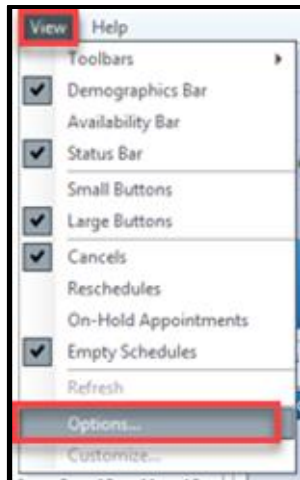 View Help
Toolbars
Demographics Bar
Availability Bar
Status Bar
Small Buttons
Large Buttons
Cancels
Reschedules
On-Hold Appointments
Empty Schedules
Refresh
Options...
Customize...